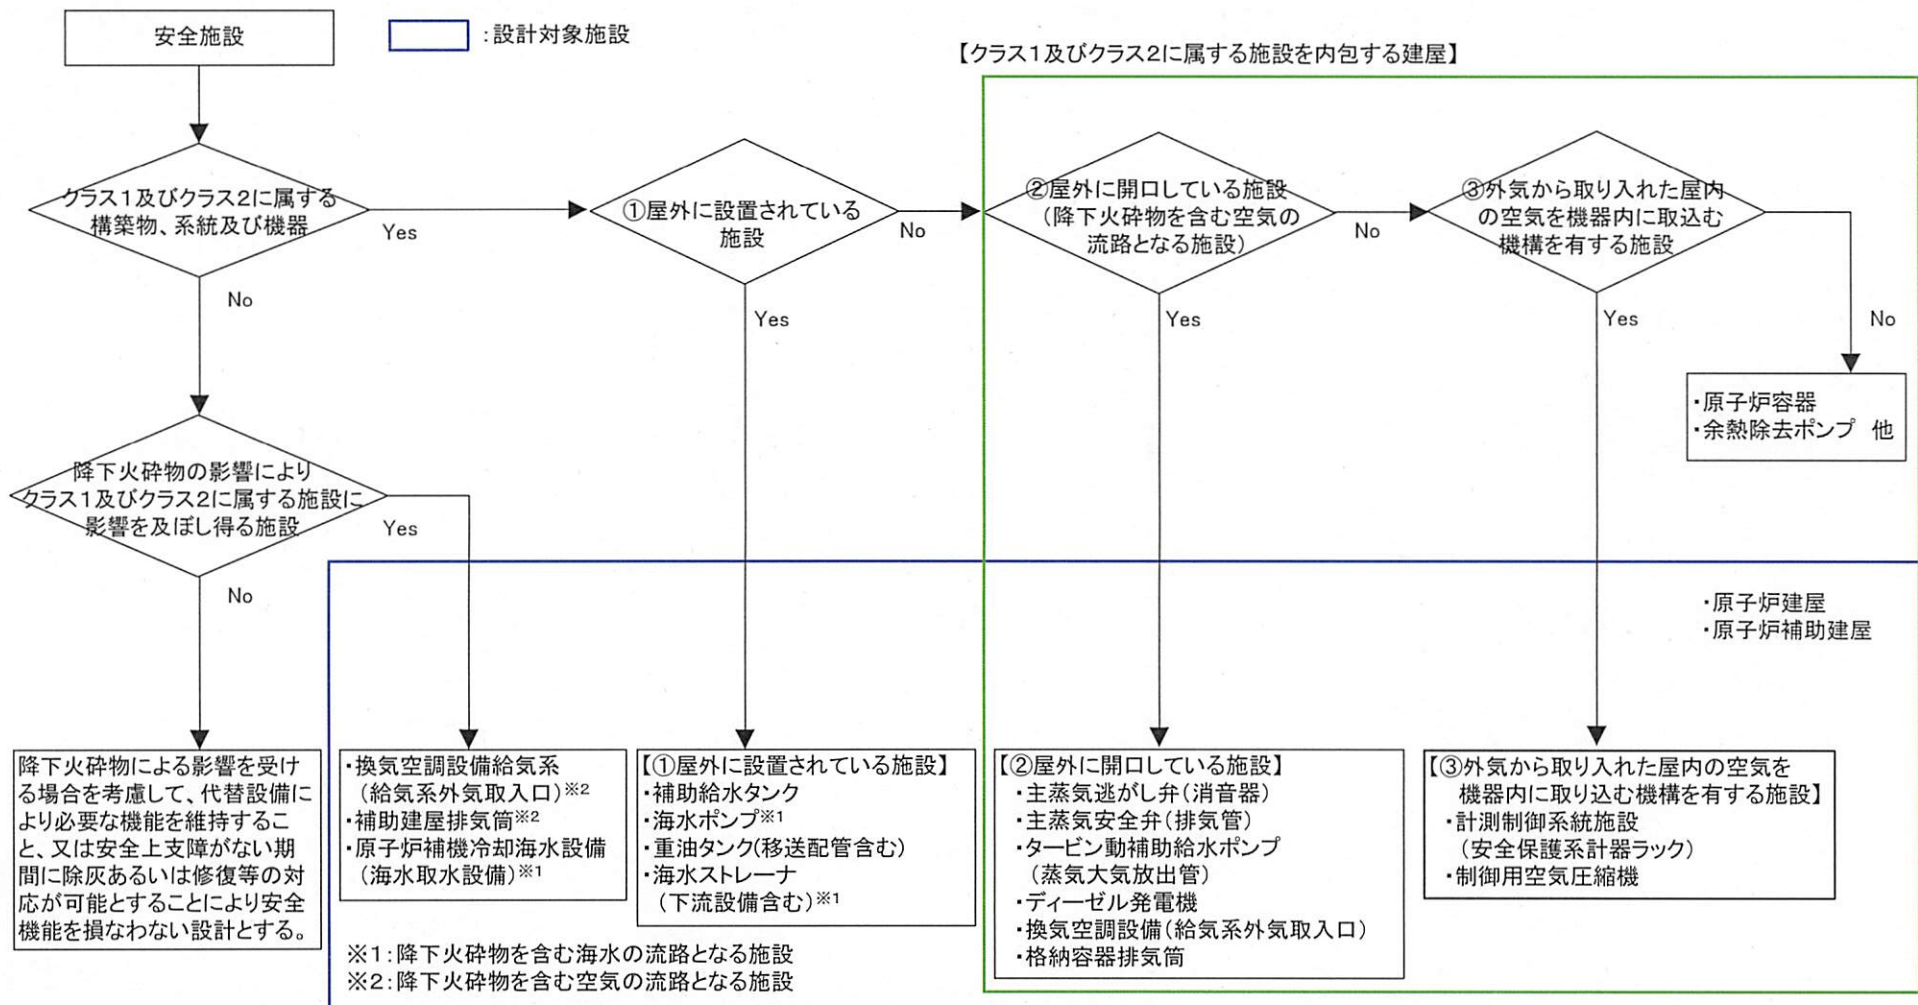 安全施設
:設計対象施設
【クラス1及びクラス2に属する施設を内包する建屋】
クラス1及びクラス2に属する
構築物、系統及び機器
Yes
No
①屋外に設置されている
施設
No
Yes
②屋外に開口している施設
(降下火砕物を含む空気の
流路となる施設)
No
Yes
③外気から取り入れた屋内
の空気を機器内に取込む
機構を有する施設
Yes
No
・原子炉容器
・余熱除去ポンプ 他
降下火砕物の影響により
クラス1及びクラス2に属する施設に
影響を及ぼし得る施設
Yes
No
・原子炉建屋
・原子炉補助建屋
降下火砕物による影響を受け
る場合を考慮して、代替設備に
より必要な機能を維持するこ
と、又は安全上支障がない期
間に除灰あるいは修復等の対
応が可能とすることにより安全
機能を損なわない設計とする。
・換気空調設備給気系
(給気系外気取入口)※2
・補助建屋排気筒※2
・原子炉補機冷却海水設備
(海水取水設備)※1
【①屋外に設置されている施設】
・補助給水タンク
・海水ポンプ※1
・重油タンク(移送配管含む)
・海水ストレーナ
(下流設備含む)※1
【②屋外に開口している施設】
・主蒸気逃がし弁(消音器)
・主蒸気安全弁(排気管)
・タービン動補助給水ポンプ
(蒸気大気放出管)
・ディーゼル発電機
・換気空調設備(給気系外気取入口)
・格納容器排気筒
【③外気から取り入れた屋内の空気を
機器内に取り込む機構を有する施設】
・計測制御系統施設
(安全保護系計器ラック)
・制御用空気圧縮機
※1:降下火砕物を含む海水の流路となる施設
※2:降下火砕物を含む空気の流路となる施設